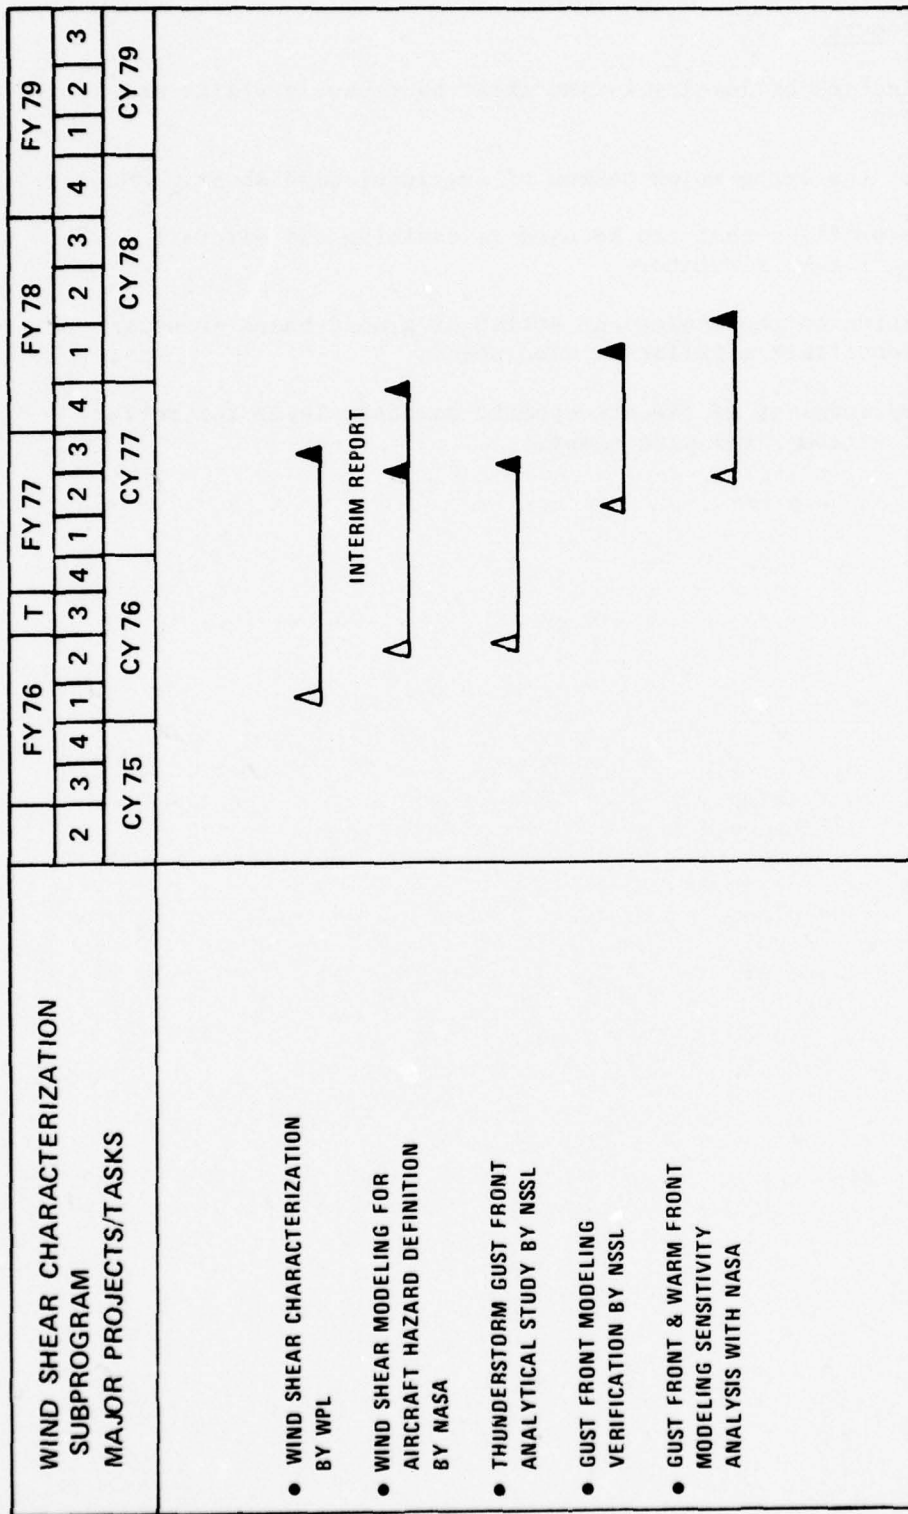 WIND SHEAR CHARACTERIZATION
SUBPROGRAM
MAJOR PROJECTS/TASKS
FY 76 T FY 77 FY 78 FY 79
2 3 4 1 2 3 4 1 2 3 4 1 2 3 4 1 2 3
CY 75 CY 76 CY 77 CY 78 CY 79
• WIND SHEAR CHARACTERIZATION
BY WPL
INTERIM REPORT
• WIND SHEAR MODELING FOR
AIRCRAFT HAZARD DEFINITION
BY NASA
• THUNDERSTORM GUST FRONT
ANALYTICAL STUDY BY NSSL
• GUST FRONT MODELING
VERIFICATION BY NSSL
• GUST FRONT & WARM FRONT
MODELING SENSITIVITY
ANALYSIS WITH NASA